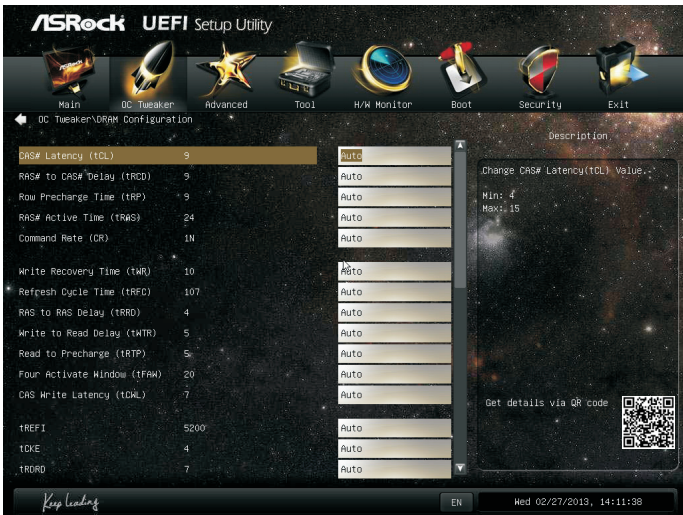 ASRock UEFI Setup Utility
ASRock
Main OC Tweaker Advanced Tool H/W Monitor Boot Security Exit
OC Tweaker\DRAM Configuration
Description
CAS# Latency (tCL) 9 Auto
Change CAS# Latency(tCL) Value.
RAS# to CAS# Delay (tRCD) 9 Auto
Min: 4
Row Precharge Time (tRP) 9 Auto
Max: 15
RAS# Active Time (tRAS) 24 Auto
Command Rate (CR) 1N Auto
Write Recovery Time (tWR) 10 Auto
Refresh Cycle Time (tRFC) 107 Auto
RAS to RAS Delay (tRRD) 4 Auto
Write to Read Delay (tWTR) 5 Auto
Read to Precharge (tRTP) 5 Auto
Four Activate Window (tFAW) 20 Auto
CAS Write Latency (tCWL) 7 Auto
Get details via QR code
tREFI 5200 Auto
tCKE 4 Auto
tRDRD 7 Auto
Keep Leading
EN
Wed 02/27/2013, 14:11:38